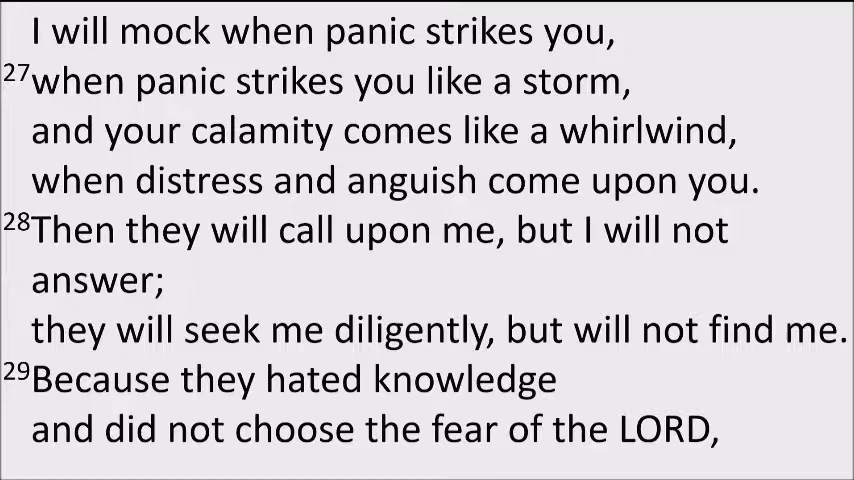 I will mock when panic strikes you,
27when panic strikes you like a storm,
and your calamity comes like a whirlwind,
when distress and anguish come upon you.
28Then they will call upon me, but I will not
answer;
they will seek me diligently, but will not find me.
29Because they hated knowledge
and did not choose the fear of the LORD,